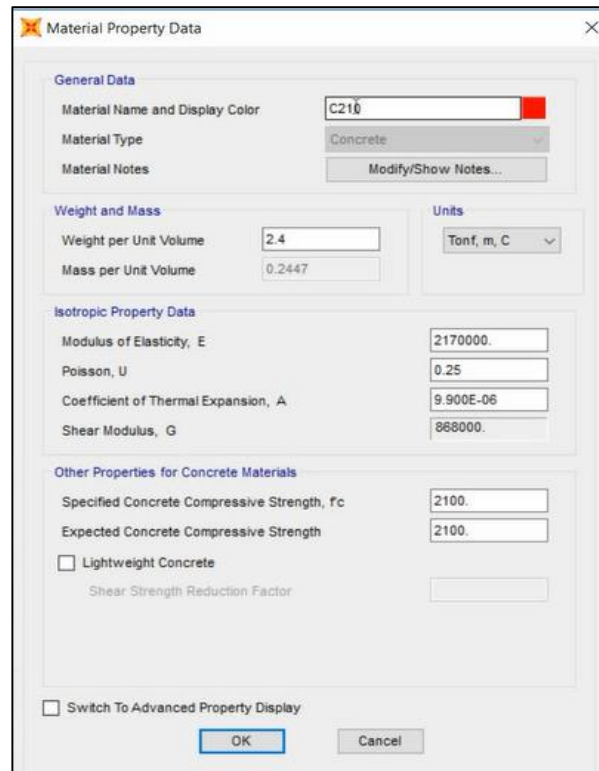 Material Property Data
General Data
Material Name and Display Color C210
Material Type Concrete
Material Notes Modify/Show Notes...
Weight and Mass Units
Weight per Unit Volume 2.4 Tonf, m, C
Mass per Unit Volume 0.2447
Isotropic Property Data
Modulus of Elasticity, E 2170000.
Poisson, U 0.25
Coefficient of Thermal Expansion, A 9.900E-06
Shear Modulus, G 868000.
Other Properties for Concrete Materials
Specified Concrete Compressive Strength, f'c 2100.
Expected Concrete Compressive Strength 2100.
Lightweight Concrete
Shear Strength Reduction Factor
Switch To Advanced Property Display
OK Cancel